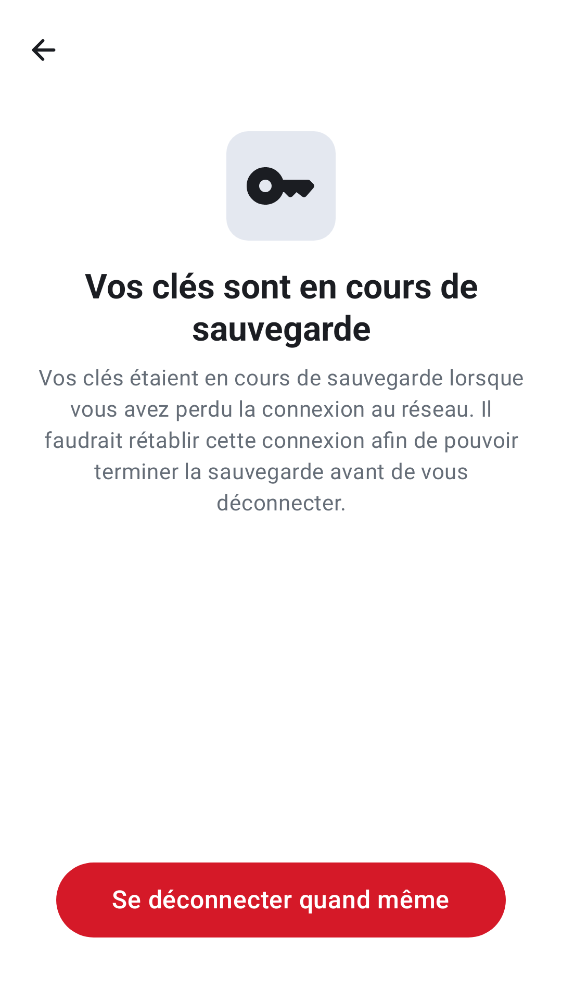 Vos clés sont en cours de
sauvegarde
Vos clés étaient en cours de sauvegarde lorsque
vous avez perdu la connexion au réseau. Il
faudrait rétablir cette connexion afin de pouvoir
terminer la sauvegarde avant de vous
déconnecter.
Se déconnecter quand même